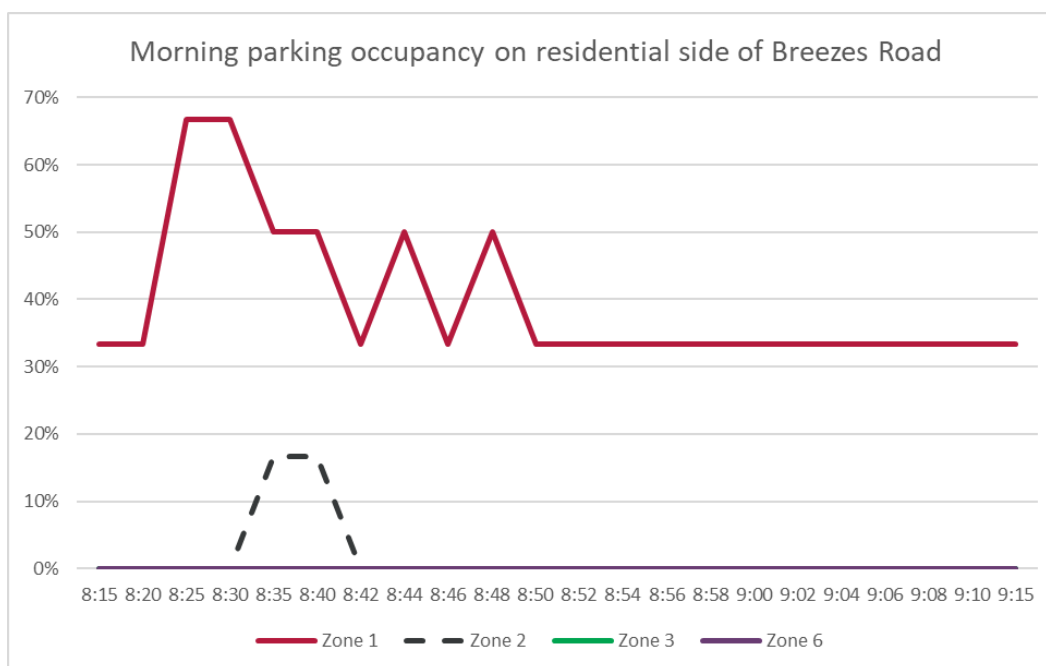 Morning parking occupancy on residential side of Breezes Road
70%
60%
50%
40%
30%
20%
10%
0%
8:15 8:20 8:25 8:30 8:35 8:40 8:42 8:44 8:46 8:48 8:50 8:52 8:54 8:56 8:58 9:00 9:02 9:04 9:06 9:08 9:10 9:15
Zone 1 Zone 2 Zone 3 Zone 6